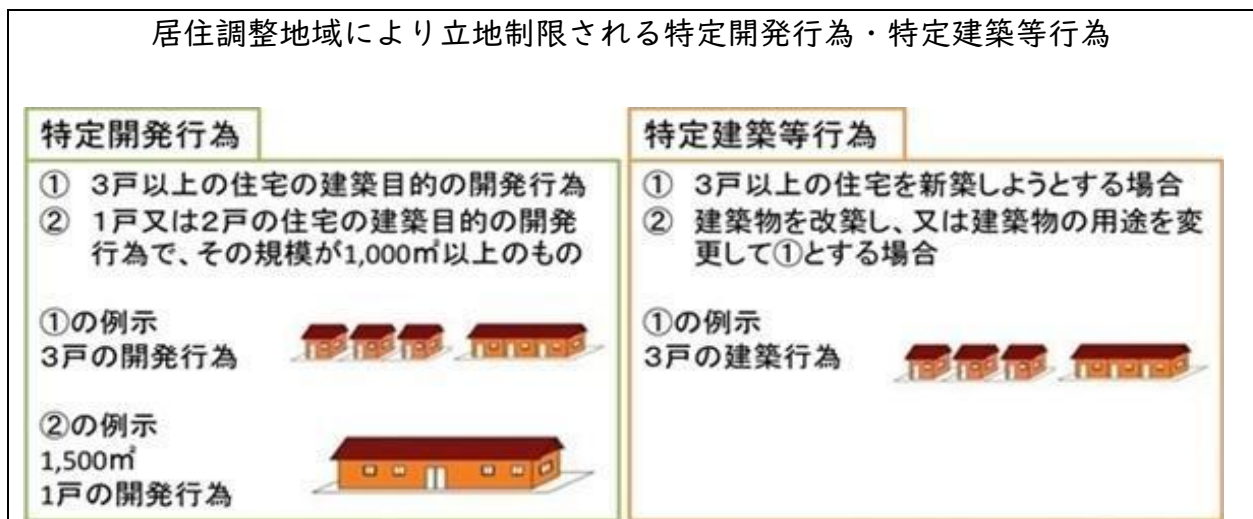 居住調整地域により立地制限される特定開発行為・特定建築等行為
特定開発行為
① 3戸以上の住宅の建築目的の開発行為
② 1戸又は2戸の住宅の建築目的の開発
行為で、その規模が1,000㎡以上のもの
①の例示
3戸の開発行為
②の例示
1,500㎡
1戸の開発行為
特定建築等行為
① 3戸以上の住宅を新築しようとする場合
② 建築物を改築し、又は建築物の用途を変
更して①とする場合
①の例示
3戸の建築行為